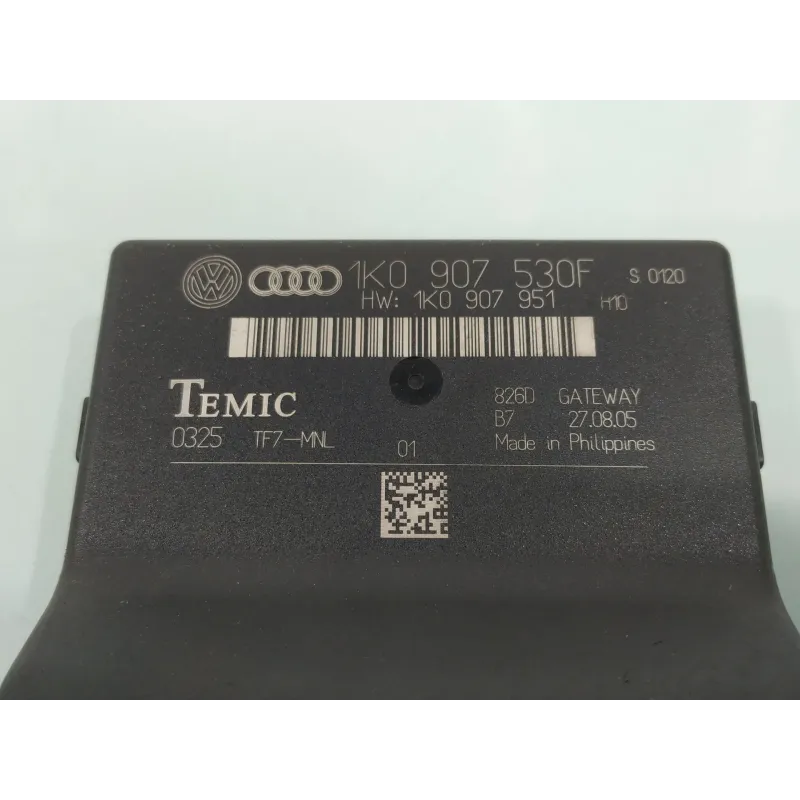 1K0 907 530F S 0120
HW: 1K0 907 951 H10
TEMIC
826D GATEWAY
B7 27.08.05
0325 TF7-MNL 01
Made in Philippines